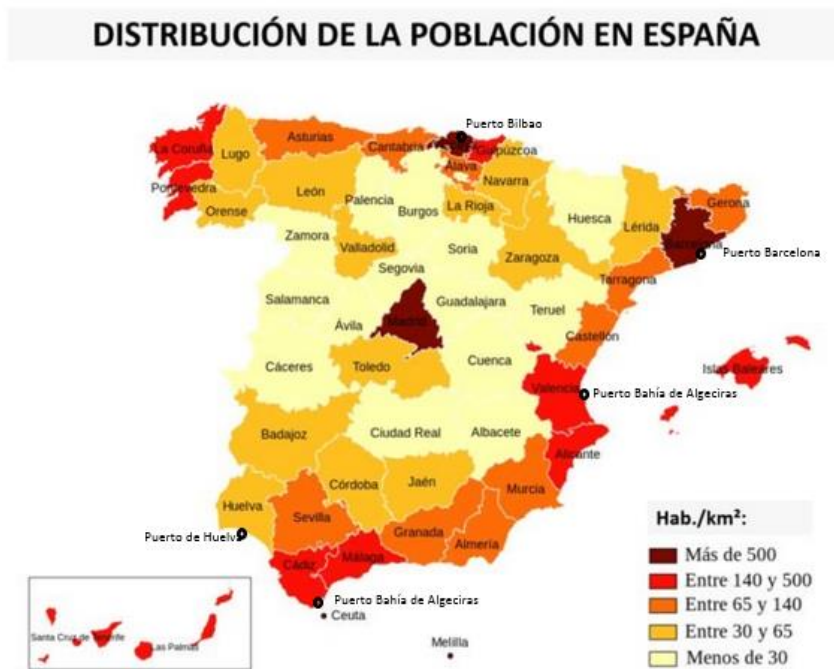 DISTRIBUCIÓN DE LA POBLACIÓN EN ESPAÑA
Puerto Bilbao
La Coruña
Lugo
Asturias
Cantabria
Guipúzcoa
Álava
Navarra
Pontevedra
Orense
León
Palencia
Burgos
La Rioja
Huesca
Lérida
Gerona
Barcelona
Puerto Barcelona
Zamora
Valladolid
Soria
Zaragoza
Tarragona
Segovia
Salamanca
Ávila
Madrid
Guadalajara
Teruel
Castellón
Cáceres
Toledo
Cuenca
Valencia
Islas Baleares
Puerto Bahía de Algeciras
Badajoz
Ciudad Real
Albacete
Alicante
Córdoba
Jaén
Murcia
Huelva
Sevilla
Granada
Almería
Puerto de Huelva
Cádiz
Málaga
Puerto Bahía de Algeciras
Ceuta
Melilla
Santa Cruz de Tenerife
Las Palmas
Hab./km²:
Más de 500
Entre 140 y 500
Entre 65 y 140
Entre 30 y 65
Menos de 30